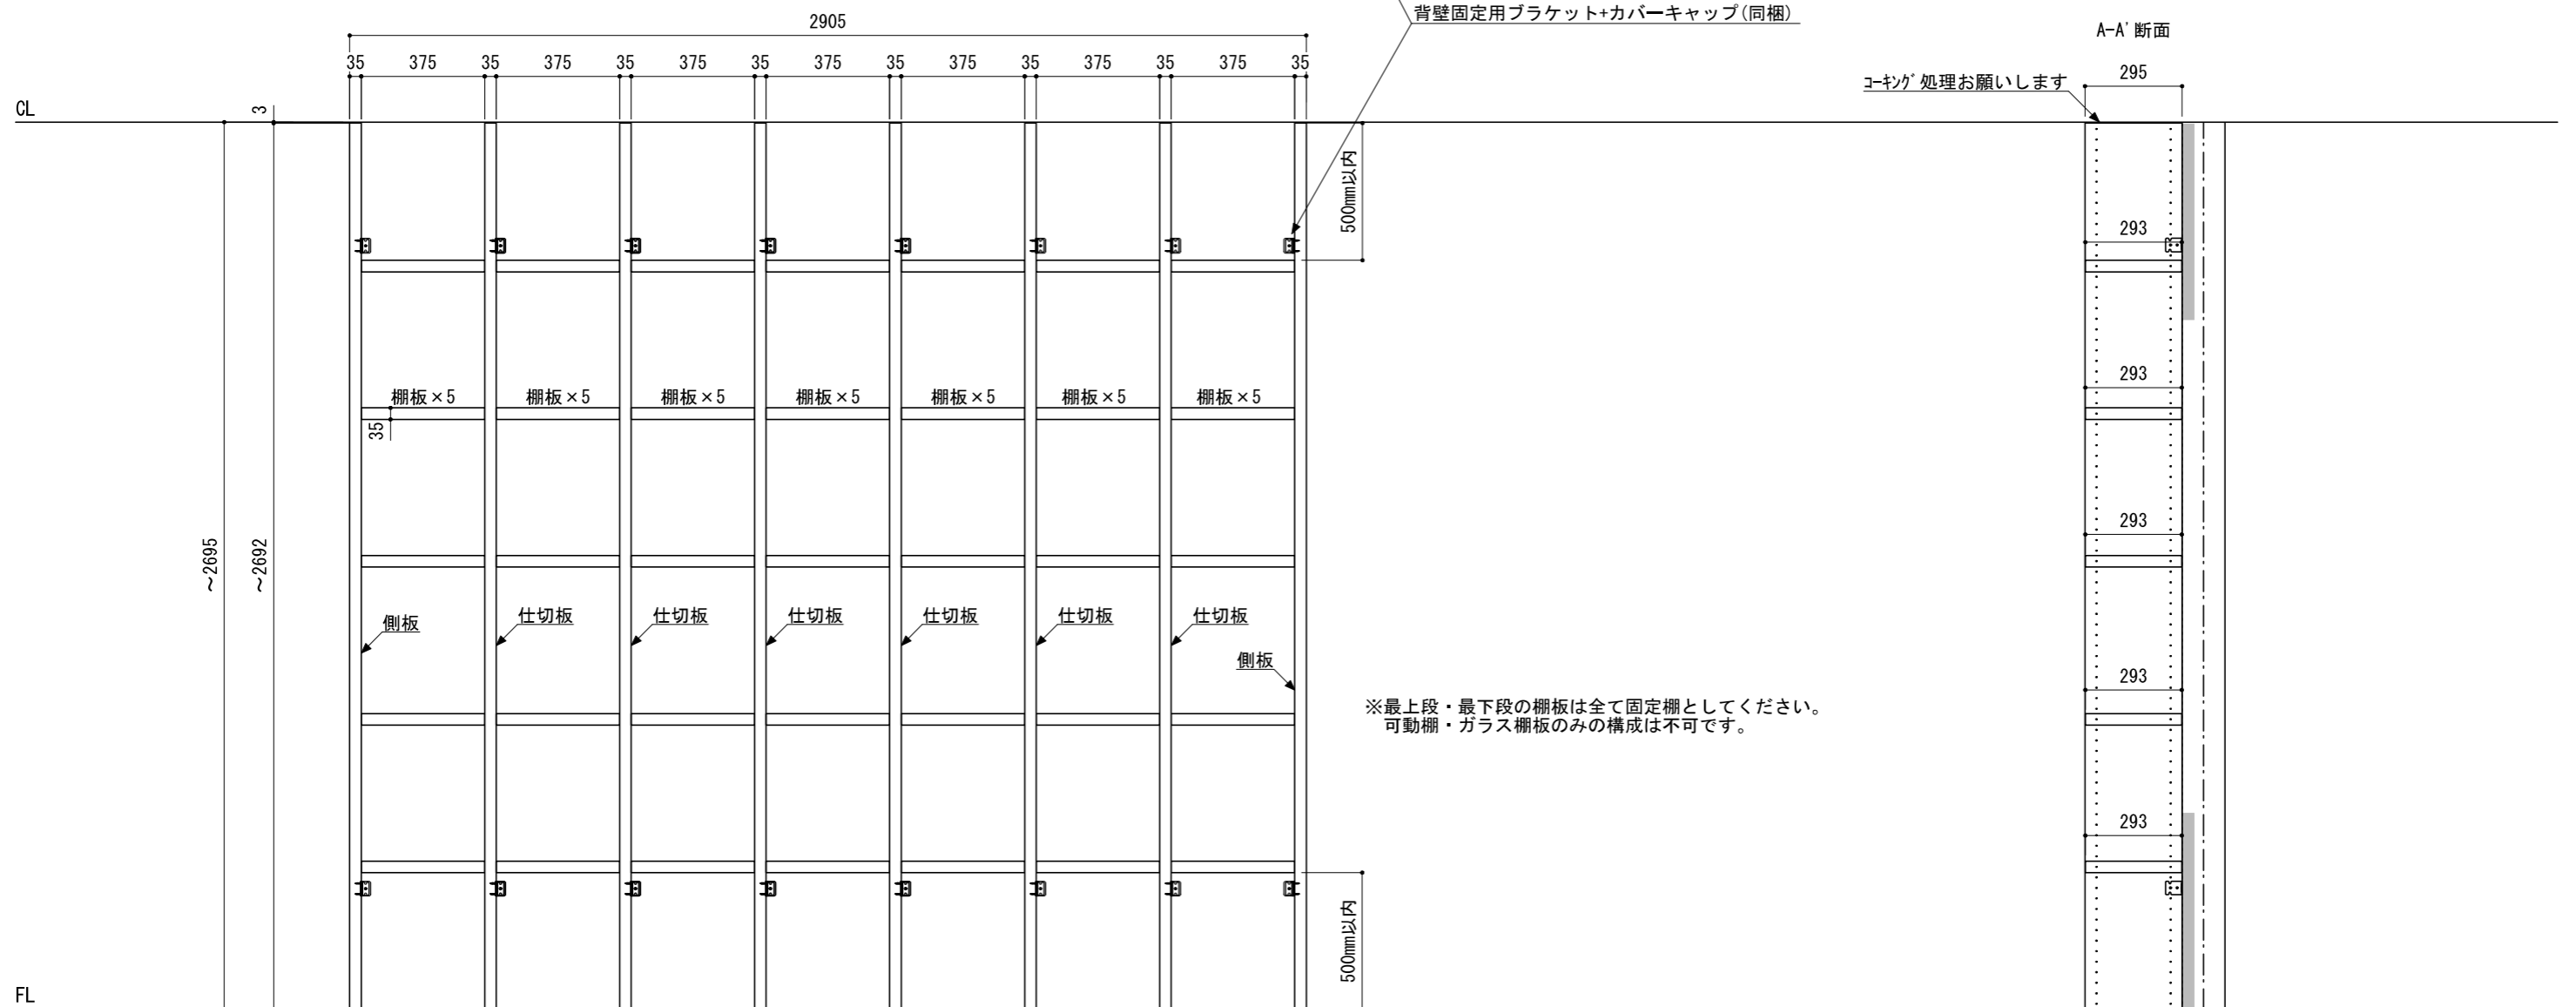 2905
背壁固定用ブラケット+カバーキャップ(同梱)
A-A' 断面
35 375 35 375 35 375 35 375 35 375 35 375 35 375 35
コーキング 処理お願いします
295
CL
3
500mm以内
293
293
棚板×5 棚板×5 棚板×5 棚板×5 棚板×5 棚板×5 棚板×5
35
293
～2695
～2692
側板
仕切板 仕切板 仕切板 仕切板 仕切板 仕切板
側板
293
※最上段・最下段の棚板は全て固定棚としてください。
可動棚・ガラス棚板のみの構成は不可です。
293
500mm以内
FL